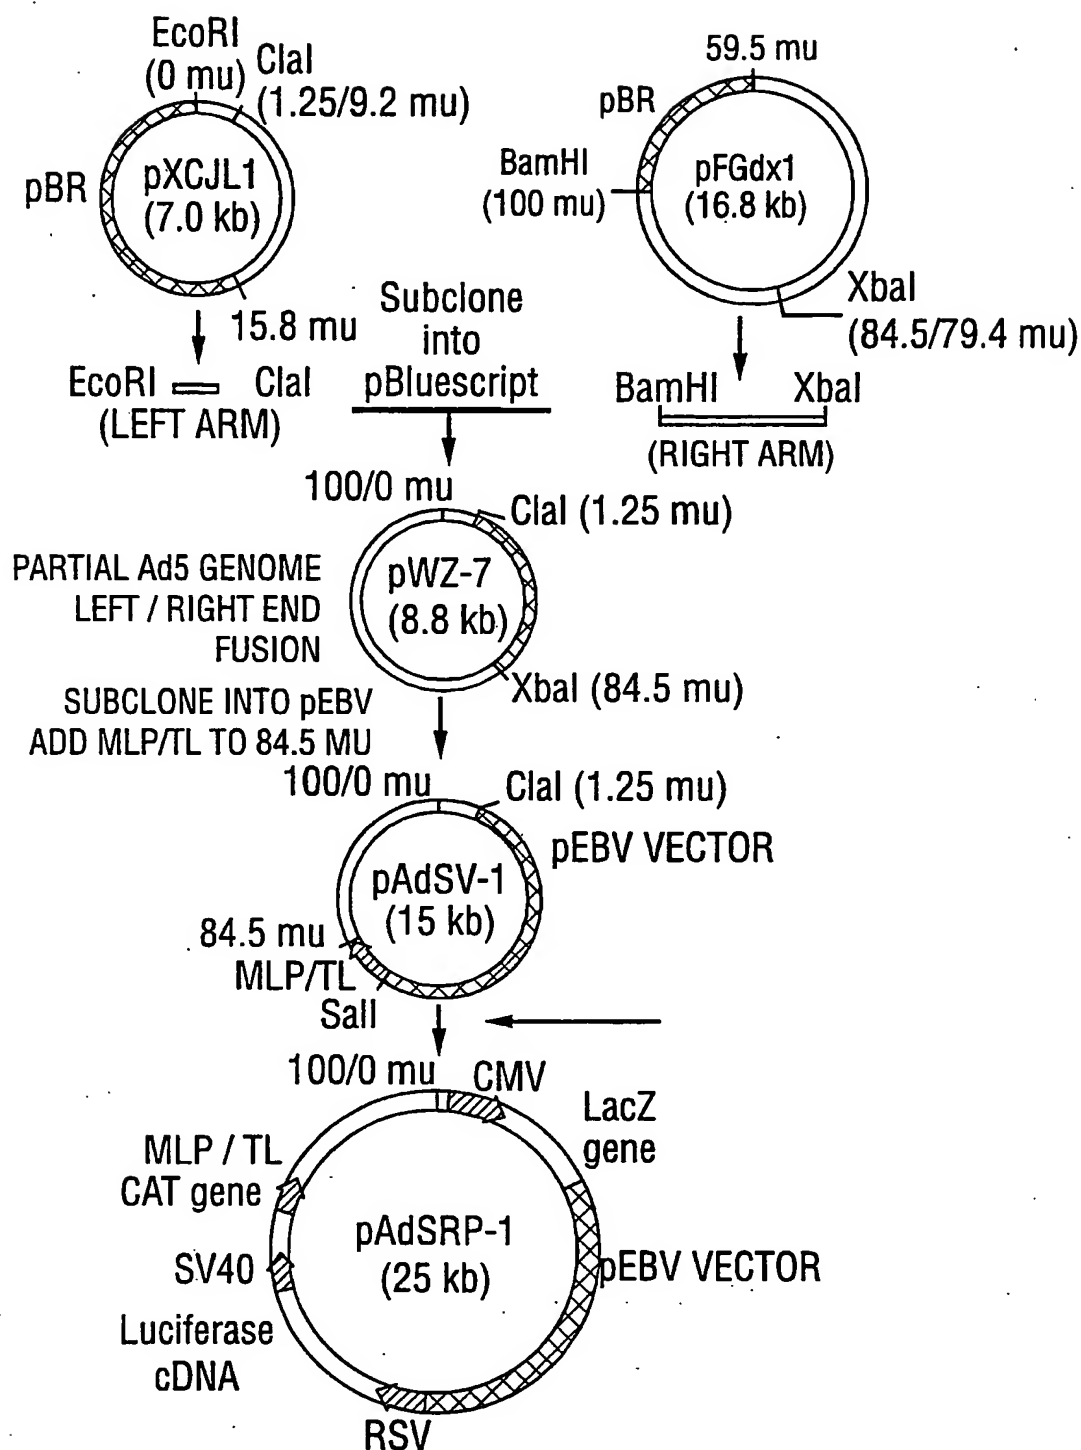 EcoRI
(0 mu)
ClaI
(1.25/9.2 mu)
pBR
pXCJL1
(7.0 kb)
15.8 mu
EcoRI ClaI
(LEFT ARM)
59.5 mu
pBR
BamHI
(100 mu)
pFGdx1
(16.8 kb)
XbaI
(84.5/79.4 mu)
BamHI XbaI
(RIGHT ARM)
Subclone
into
pBluescript
100/0 mu
ClaI (1.25 mu)
pWZ-7
(8.8 kb)
PARTIAL Ad5 GENOME
LEFT / RIGHT END
FUSION
XbaI (84.5 mu)
SUBCLONE INTO pEBV
ADD MLP/TL TO 84.5 MU
100/0 mu
ClaI (1.25 mu)
pEBV VECTOR
pAdSV-1
(15 kb)
84.5 mu
MLP/TL
SalI
100/0 mu
CMV
LacZ
gene
MLP / TL
CAT gene
pAdSRP-1
(25 kb)
SV40
pEBV VECTOR
Luciferase
cDNA
RSV